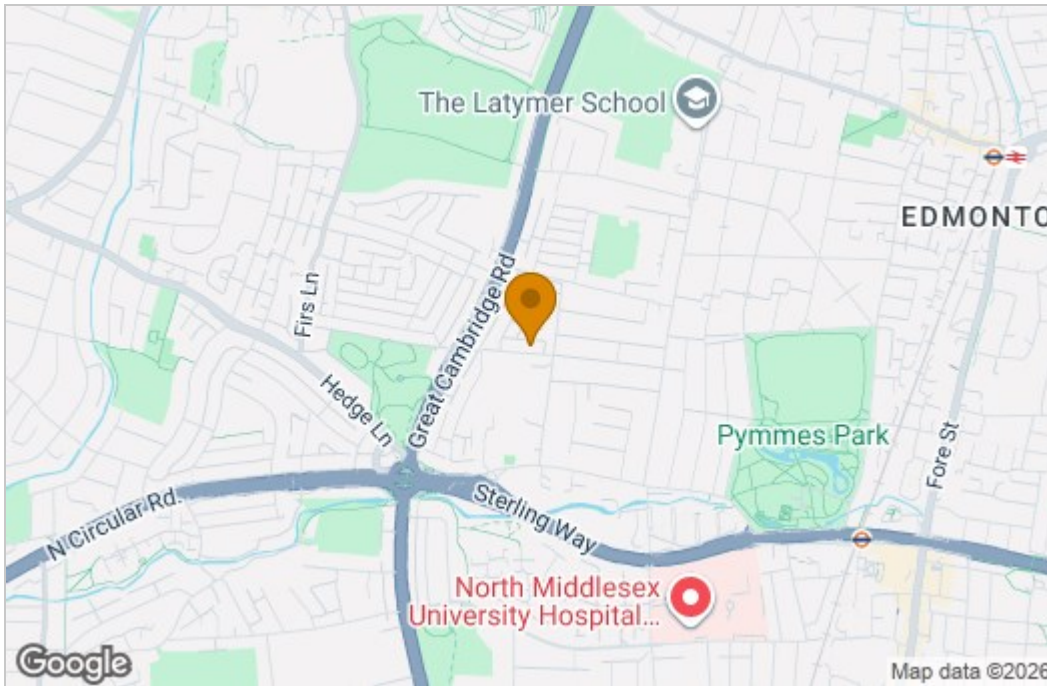 The Latymer School
EDMONTO
Great Cambridge Rd
Firs Ln
Hedge Ln
Pymmes Park
Fore St
N Circular Rd.
Sterling Way
North Middlesex
University Hospital...
Google
Map data ©2026